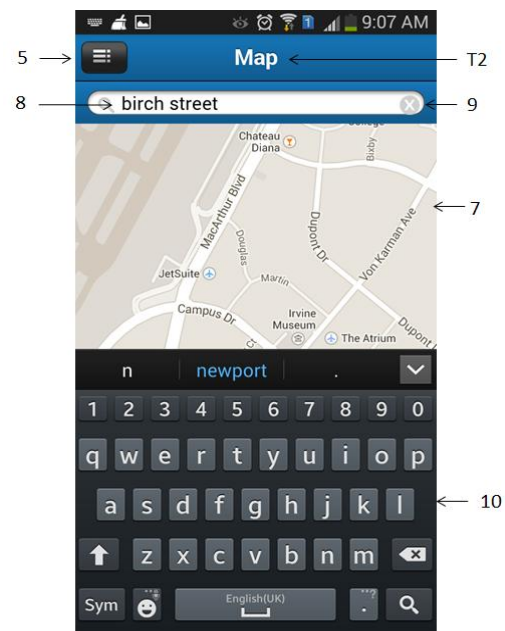 9:07 AM
5
Map
T2
8
birch street
9
Chateau
Diana
College
Bixby
7
MacArthur Blvd
Dupont Dr
Von Karman Ave
Douglas
JetSuite
Martin
Campus Dr
Irvine
Museum
The Atrium
Dupont
Ct
n newport .
1 2 3 4 5 6 7 8 9 0
q w e r t y u i o p
a s d f g h j k l
10
z x c v b n m
Sym English(UK) . ...?